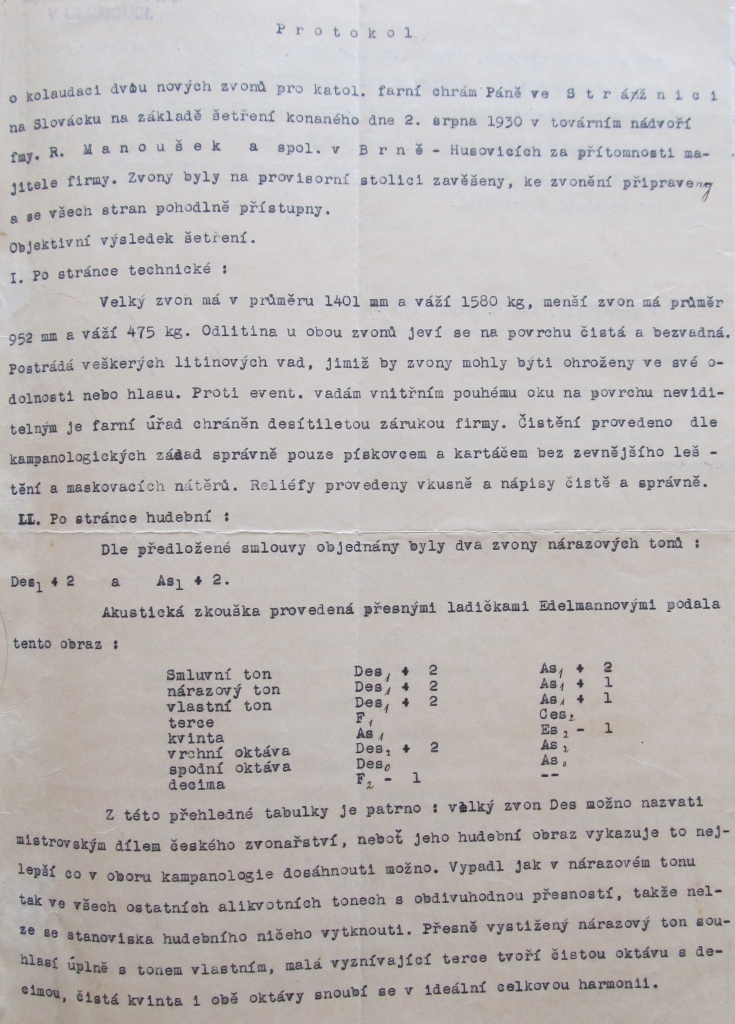 V OLOMOUCI.
Protokol
o kolaudaci dvou nových zvonů pro katol. farní chrám Páně ve Strážnici
na Slovácku na základě šetření konaného dne 2. srpna 1930 v továrním nádvoří
fmy. R. Manoušek a spol. v Brně - Husovicích za přítomnosti ma-
jitele firmy. Zvony byly na provisorní stolici zavěšeny, ke zvonění připraveny
a se všech stran pohodlně přístupny.
Objektivní výsledek šetření.
I. Po stránce technické :
Velký zvon má v průměru 1401 mm a váží 1580 kg, menší zvon má průměr
952 mm a váží 475 kg. Odlitina u obou zvonů jeví se na povrchu čistá a bezvadná.
Postrádá veškerých litinových vad, jimiž by zvony mohly býti ohroženy ve své o-
dolnosti nebo hlasu. Proti event. vadám vnitřním pouhému oku na povrchu nevidi-
telným je farní úřad chráněn desítiletou zárukou firmy. Čistění provedeno dle
kampanologických zásad správně pouze pískovcem a kartáčem bez zevnějšího leš -
tění a maskovacích nátěrů. Reliéfy provedeny vkusně a nápisy čistě a správně.
II. Po stránce hudební :
Dle předložené smlouvy objednány byly dva zvony nárazových tonů :
Des1 + 2 a As1 + 2.
Akustická zkouška provedená přesnými ladičkami Edelmannovými podala
tento obraz :
Smluvní ton Des1 + 2 As1 + 2
nárazový ton Des1 + 2 As1 + 1
vlastní ton Des1 + 2 As1 + 1
terce F1 Ces2
kvinta As1 Es2 - 1
vrchní oktáva Des2 + 2 As2
spodní oktáva Des0 As0
decima F2 - 1 --
Z této přehledné tabulky je patrno : velký zvon Des možno nazvati
mistrovským dílem českého zvonařství, neboť jeho hudební obraz vykazuje to nej-
lepší co v oboru kampanologie dosáhnouti možno. Vypadl jak v nárazovém tonu
tak ve všech ostatních alikvotních tonech s obdivuhodnou přesností, takže nel-
ze se stanoviska hudebního ničeho vytknouti. Přesně vystižený nárazový ton sou-
hlasí úplně s tonem vlastním, malá vyznívající terce tvoří čistou oktávu s de-
cimou, čistá kvinta i obě oktávy snoubí se v ideální celkovou harmonii.